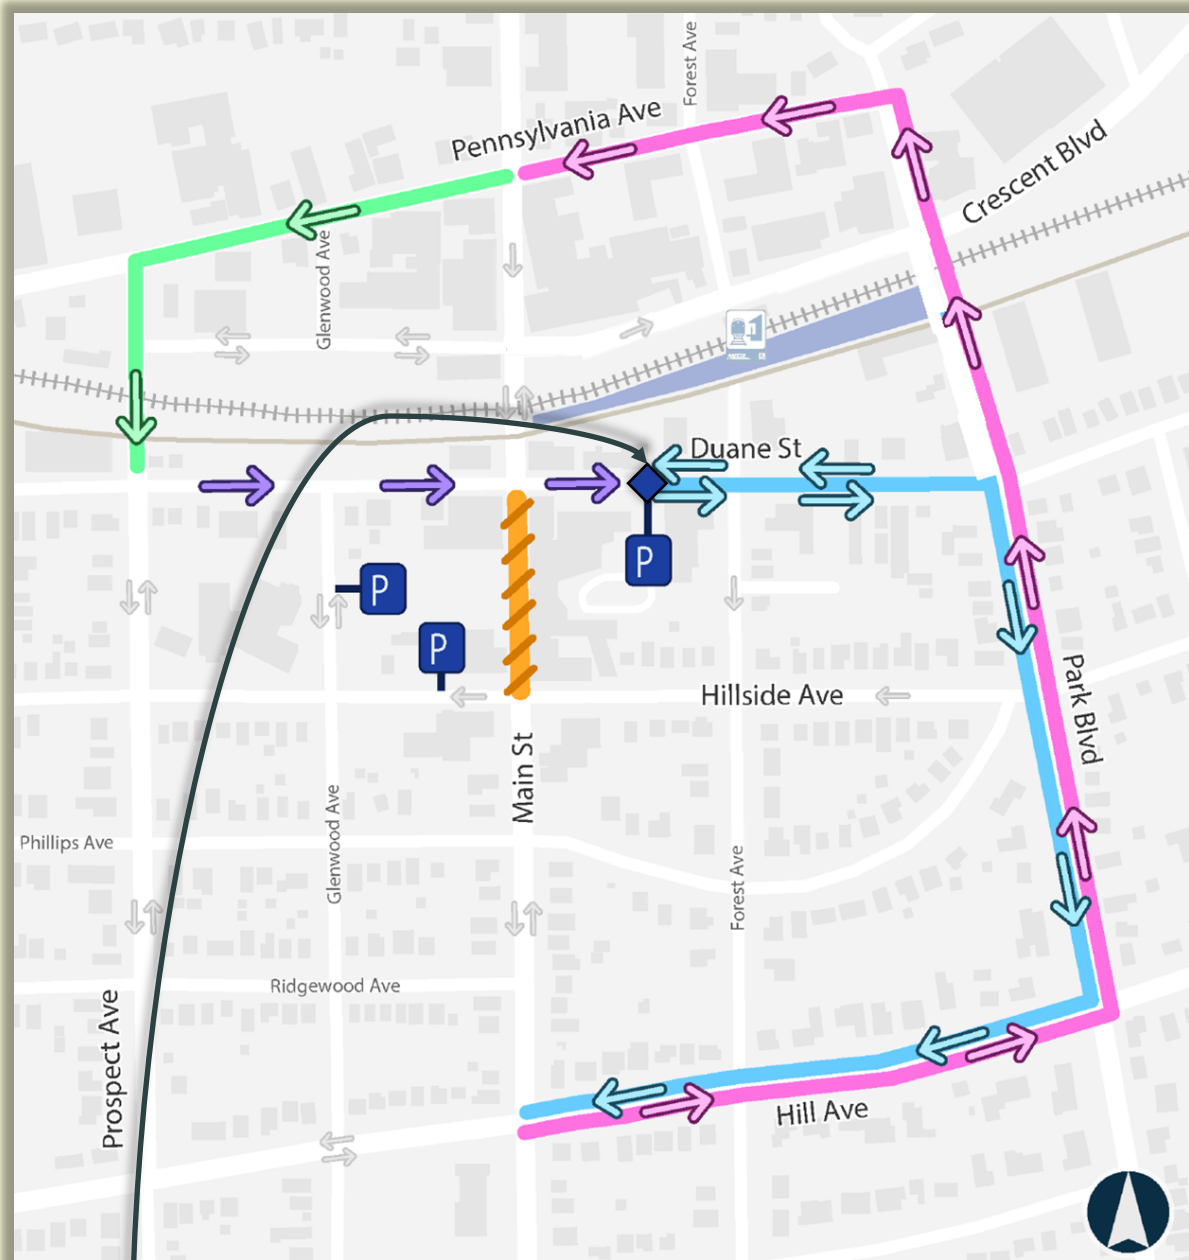 Forest Ave
Pennsylvania Ave
Crescent Blvd
Glenwood Ave
Duane St
P
P
P
Hillside Ave
Park Blvd
Main St
Phillips Ave
Glenwood Ave
Forest Ave
Ridgewood Ave
Prospect Ave
Hill Ave